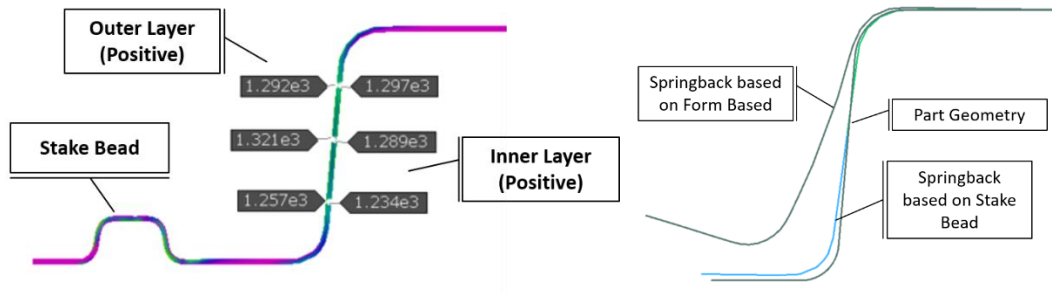 Outer Layer
(Positive)
1.292e3
1.297e3
1.321e3
1.289e3
Stake Bead
Inner Layer
(Positive)
1.257e3
1.234e3
Springback based
on Form Based
Part Geometry
Springback
based on Stake
Bead